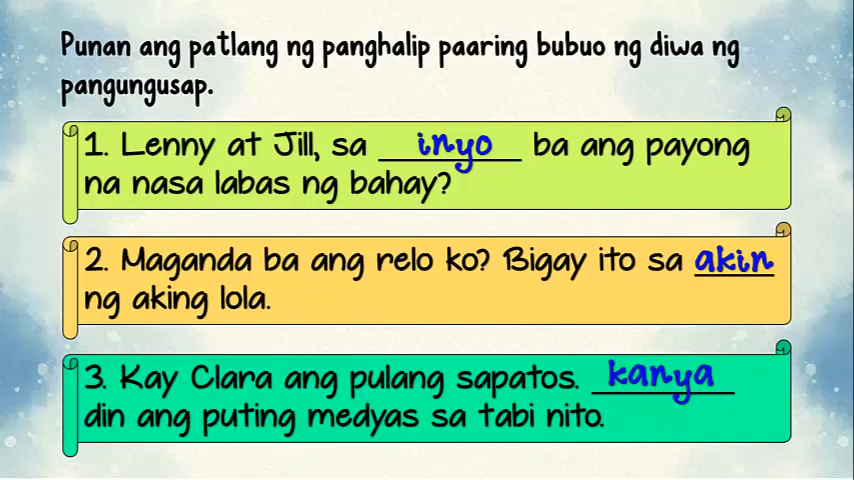 Punan ang patlang ng panghalip paaring bubuo ng diwa ng
pangungusap.
1. Lenny at Jill, sa inyo ba ang payong
na nasa labas ng bahay?
2. Maganda ba ang relo ko? Bigay ito sa akin
ng aking lola.
3. Kay Clara ang pulang sapatos. kanya
din ang puting medyas sa tabi nito.